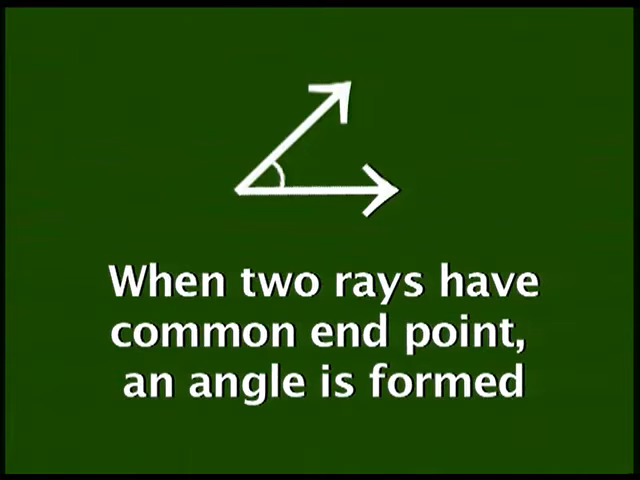 When two rays have
common end point,
an angle is formed